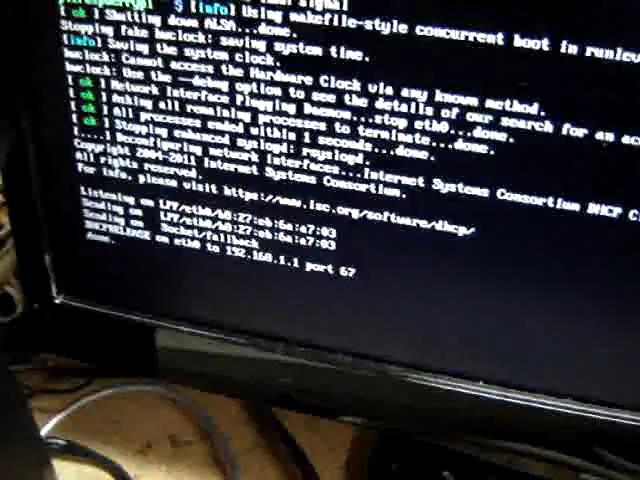 $ [info] Using makefile-style concurrent boot in runlev
[ ok ] Shutting down ALSA...done.
Stopping fake hwclock: saving system time.
[info] Saving the system clock.
hwclock: Cannot access the Hardware Clock via any known method.
hwclock: Use the --debug option to see the details of our search for an acc
[ ok ] Network Interface Plugging Daemon...stop eth0...done.
[ ok ] Asking all remaining processes to terminate...done.
[ ok ] All processes ended within 1 seconds...done.
[ ok ] Stopping enhanced syslogd: rsyslogd.
[....] Deconfiguring network interfaces...Internet Systems Consortium DHCP C
Copyright 2004-2011 Internet Systems Consortium.
All rights reserved.
For info, please visit https://www.isc.org/software/dhcp/
Listening on LPF/eth0/b8:27:eb:6a:a7:03
Sending on LPF/eth0/b8:27:eb:6a:a7:03
Sending on Socket/fallback
DHCPRELEASE on eth0 to 192.168.1.1 port 67
done.